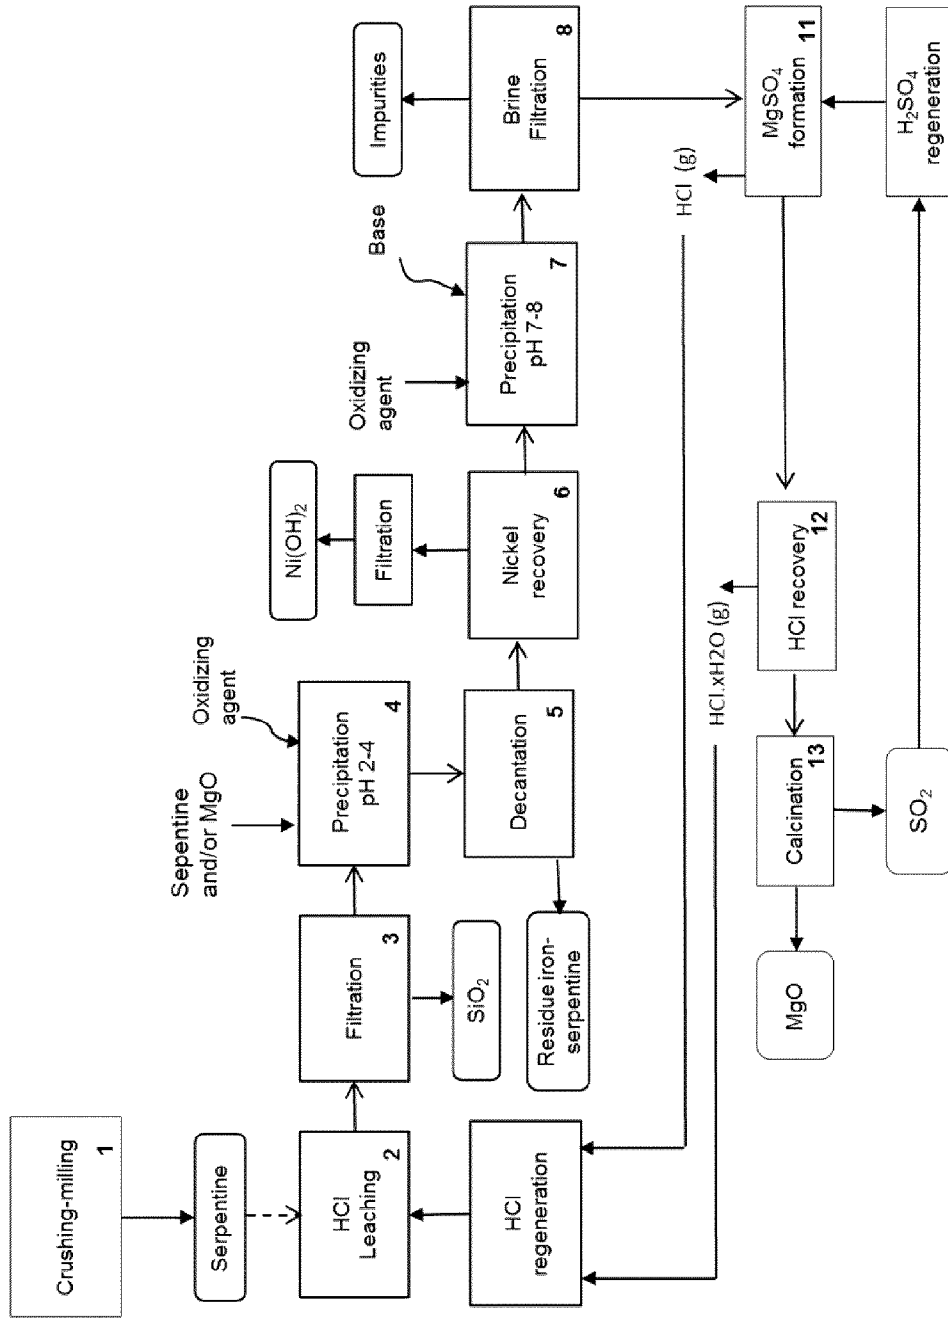 Crushing-milling
1
Serpentine
HCl
Leaching
2
HCl
regeneration
Filtration
3
SiO₂
Sepentine
and/or MgO
Oxidizing
agent
Precipitation
pH 2-4
4
Decantation
5
Residue iron-
serpentine
Ni(OH)₂
Filtration
Nickel
recovery
6
Oxidizing
agent
Base
Precipitation
pH 7-8
7
Impurities
Brine
Filtration
8
HCl (g)
MgSO₄
formation
11
H₂SO₄
regeneration
HCl.xH2O (g)
HCl recovery
12
Calcination
13
MgO
SO₂